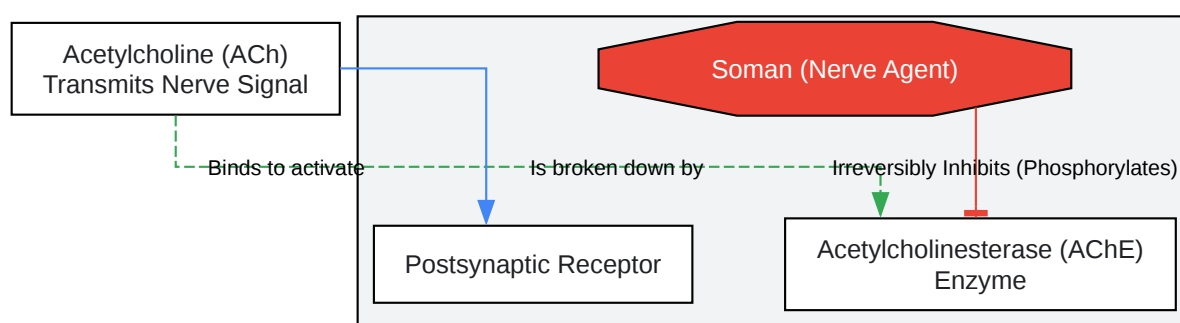 Acetylcholine (ACh)
Transmits Nerve Signal
Soman (Nerve Agent)
Binds to activate
Is broken down by
Irreversibly Inhibits (Phosphorylates)
Postsynaptic Receptor
Acetylcholinesterase (AChE)
Enzyme